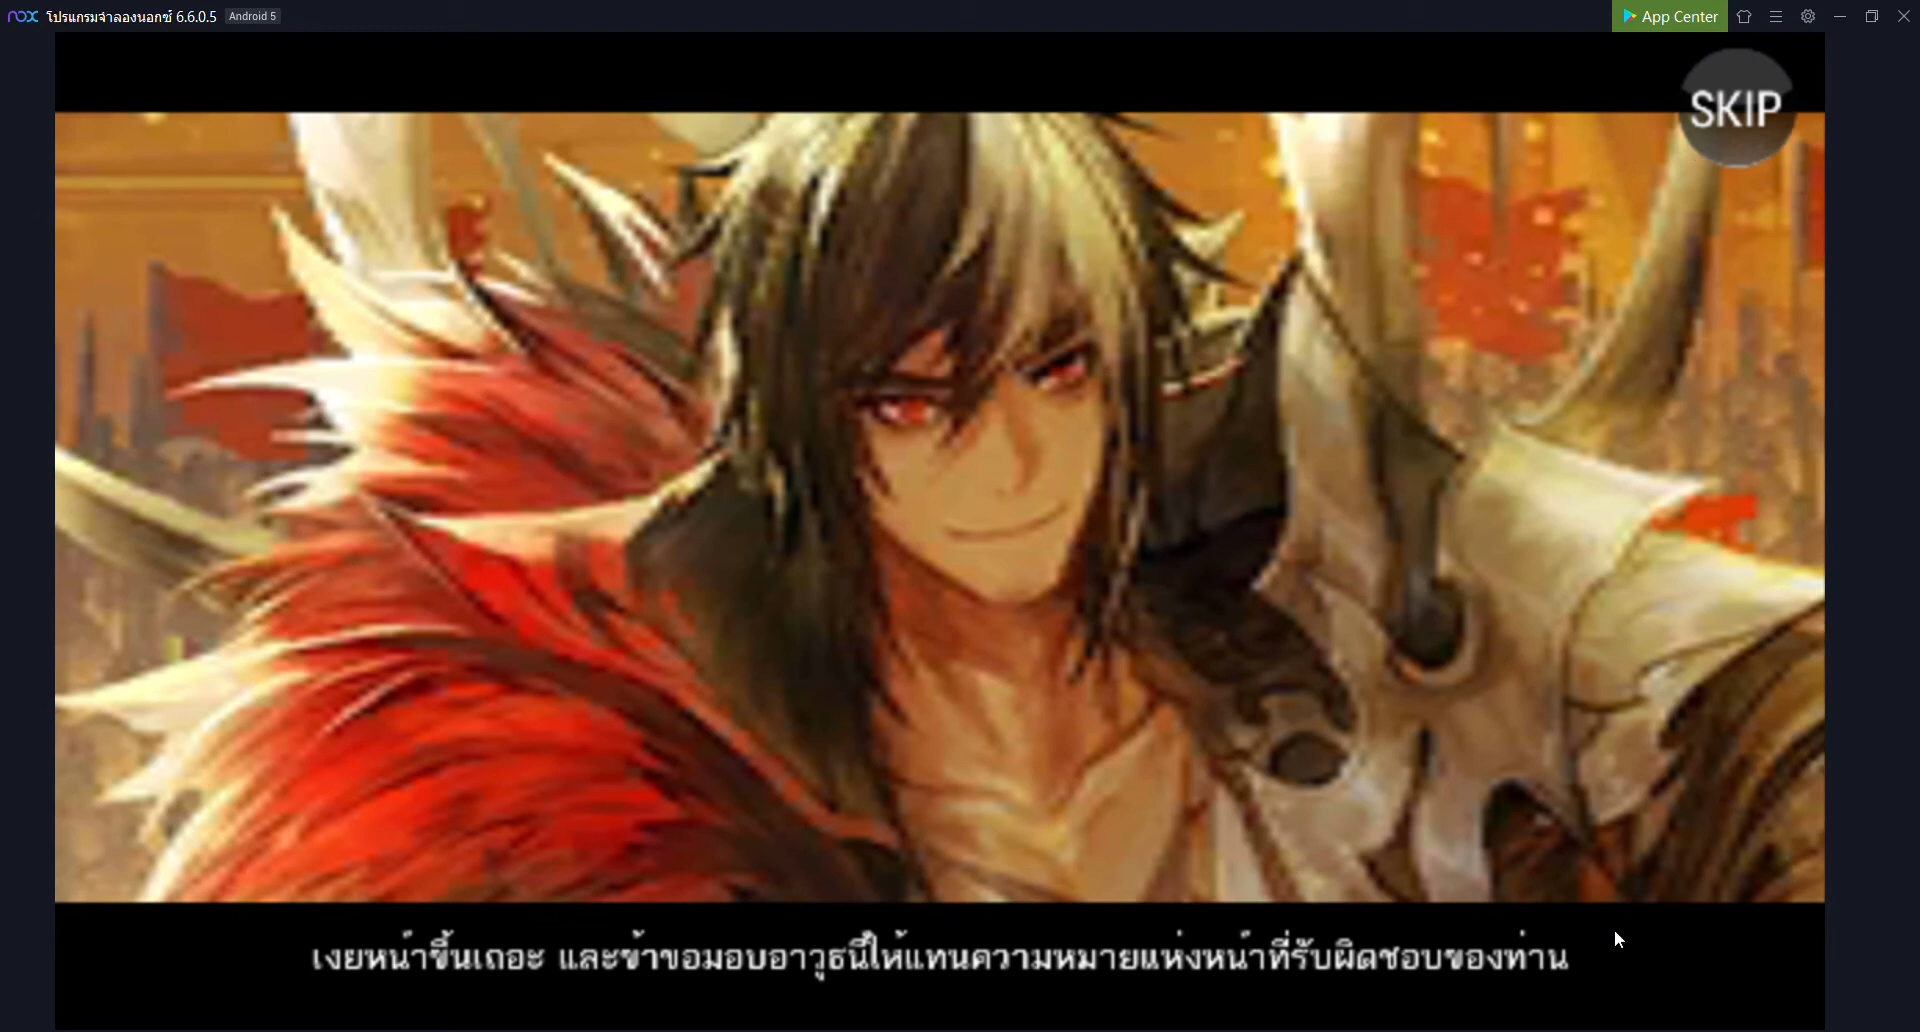 nox โปรแกรมจำลองนอกซ์ 6.6.0.5 Android 5 App Center
SKIP
เงยหน้าขึ้นเถอะ และข้าขอมอบอาวุธนี้ให้แทนความหมายแห่งหน้าที่รับผิดชอบของท่าน